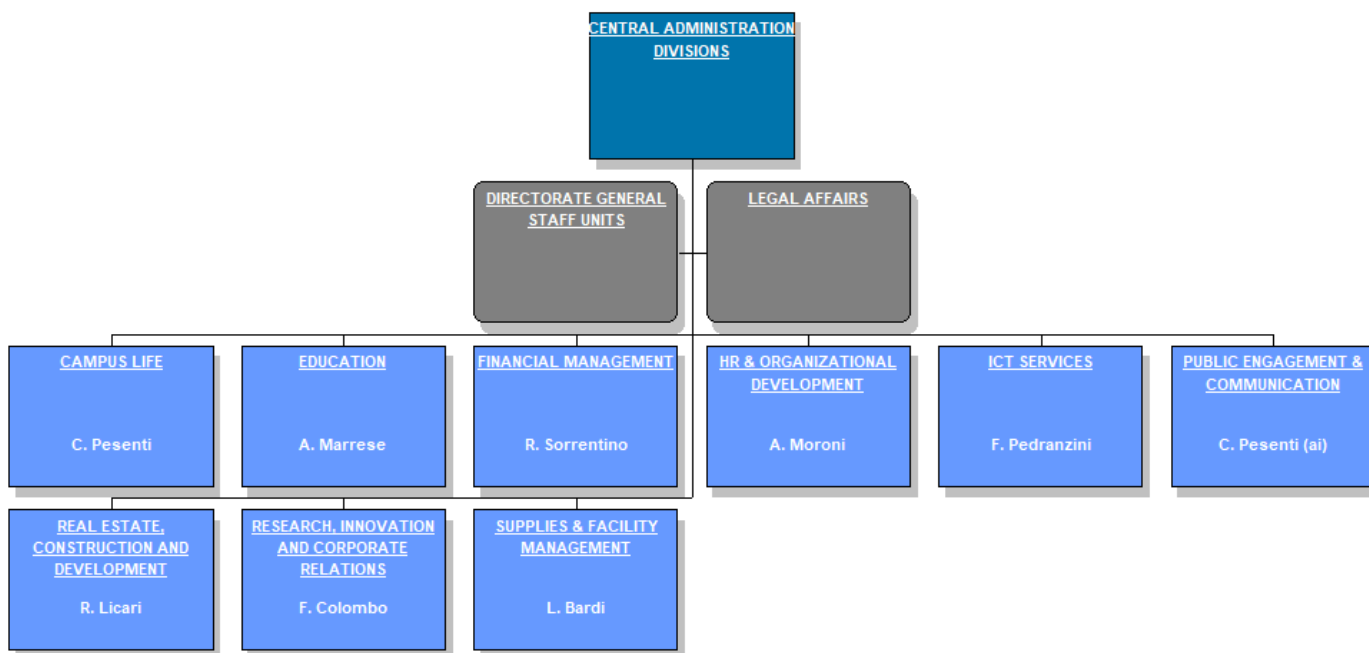 CENTRAL ADMINISTRATION
DIVISIONS
DIRECTORATE GENERAL
STAFF UNITS
LEGAL AFFAIRS
CAMPUS LIFE
C. Pesenti
EDUCATION
A. Marrese
FINANCIAL MANAGEMENT
R. Sorrentino
HR & ORGANIZATIONAL
DEVELOPMENT
A. Moroni
ICT SERVICES
F. Pedranzini
PUBLIC ENGAGEMENT &
COMMUNICATION
C. Pesenti (ai)
REAL ESTATE,
CONSTRUCTION AND
DEVELOPMENT
R. Licari
RESEARCH, INNOVATION
AND CORPORATE
RELATIONS
F. Colombo
SUPPLIES & FACILITY
MANAGEMENT
L. Bardi